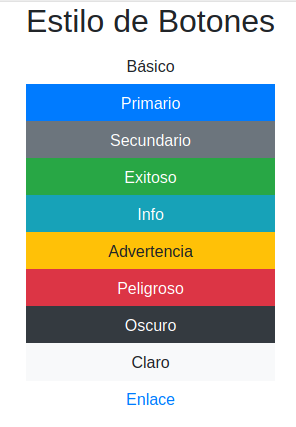 Estilo de Botones
Básico
Primario
Secundario
Exitoso
Info
Advertencia
Peligroso
Oscuro
Claro
Enlace